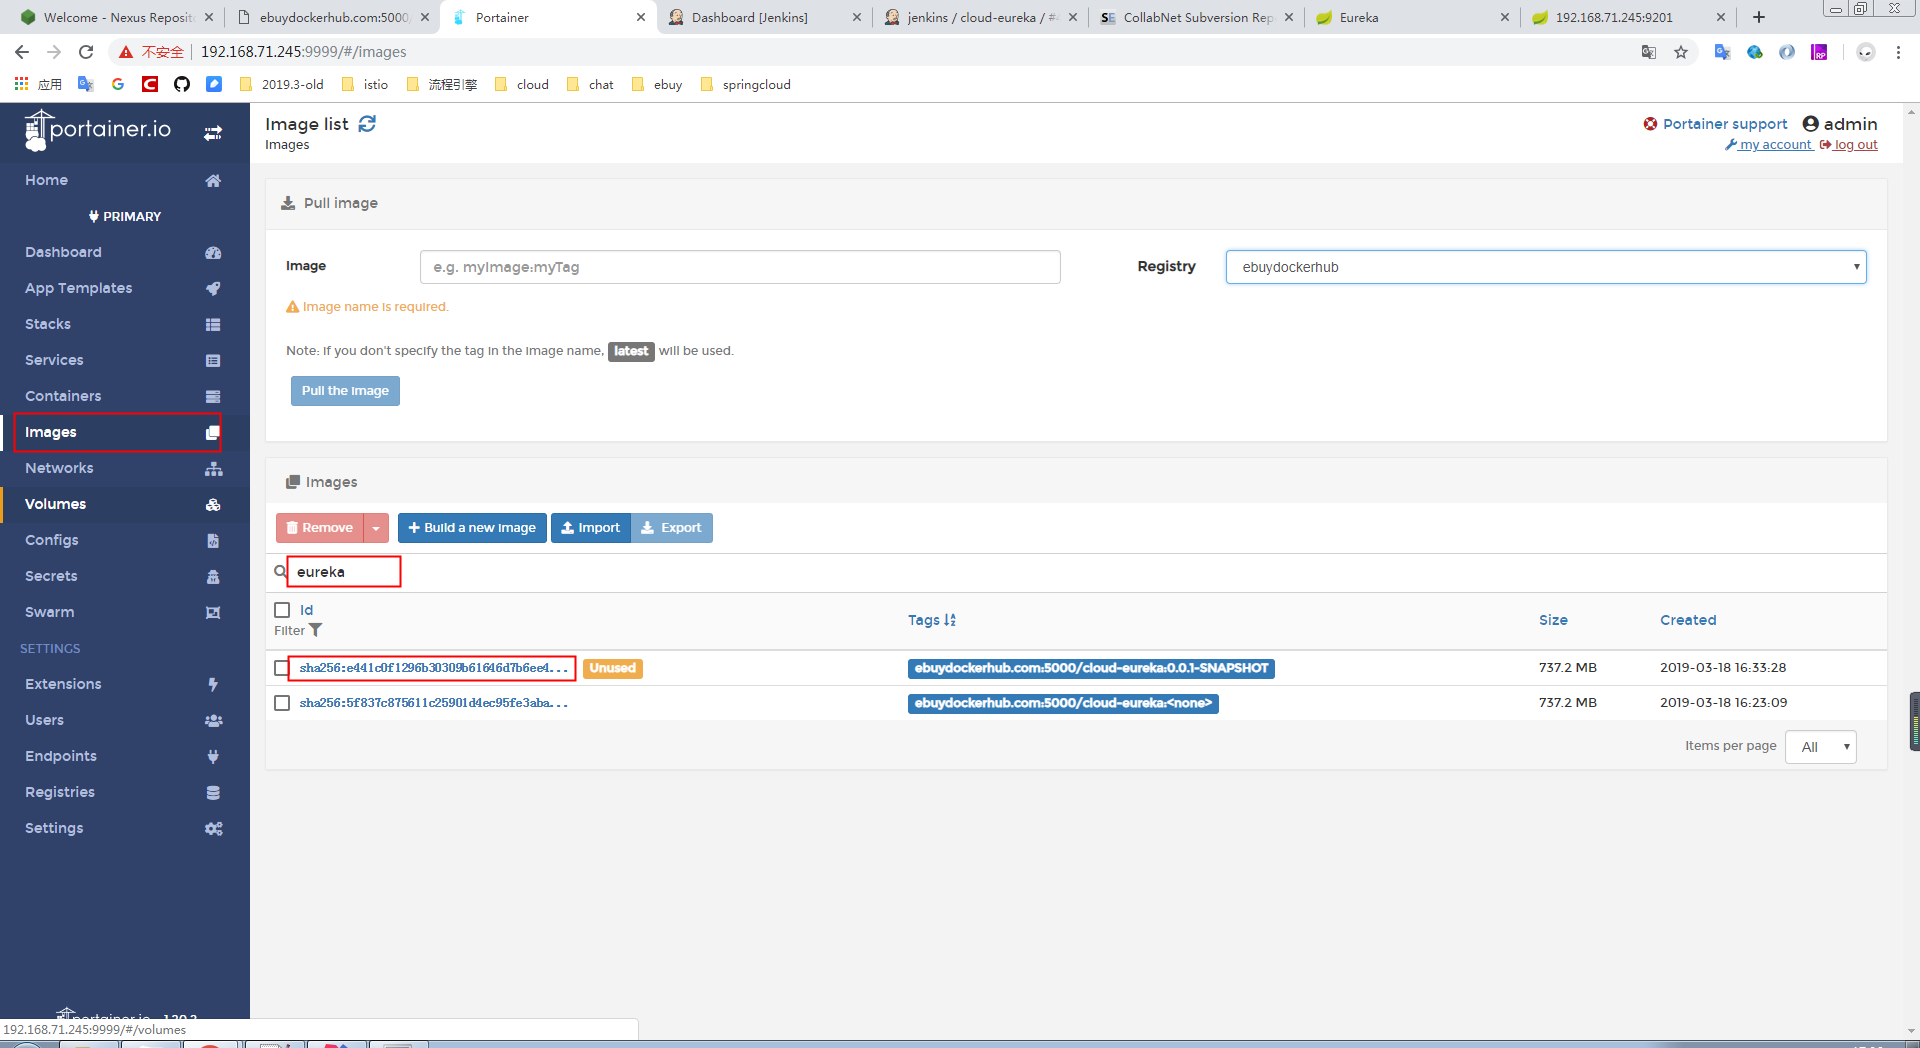 Welcome - Nexus Reposit
ebuydockerhub.com:5000/
Portainer
Dashboard [Jenkins]
jenkins / cloud-eureka / #
CollabNet Subversion Rep
Eureka
192.168.71.245:9201
不安全
192.168.71.245:9999/#/images
应用
2019.3-old
istio
流程引擎
cloud
chat
ebuy
springcloud
portainer.io
Image list
Images
Portainer support
admin
my account
log out
Home
PRIMARY
Dashboard
App Templates
Stacks
Services
Containers
Images
Networks
Volumes
Configs
Secrets
Swarm
SETTINGS
Extensions
Users
Endpoints
Registries
Settings
Pull image
Image
e.g. myImage:myTag
Registry
ebuydockerhub
Image name is required.
Note: if you don't specify the tag in the image name, latest will be used.
Pull the image
Images
Remove
Build a new image
Import
Export
eureka
Id
Filter
Tags
Size
Created
sha256:e441c0f1296b30309b61646d7b6ee4...
Unused
ebuydockerhub.com:5000/cloud-eureka:0.0.1-SNAPSHOT
737.2 MB
2019-03-18 16:33:28
sha256:5f837c875611c25901d4ec95fe3aba...
ebuydockerhub.com:5000/cloud-eureka:<none>
737.2 MB
2019-03-18 16:23:09
Items per page
All
192.168.71.245:9999/#/volumes